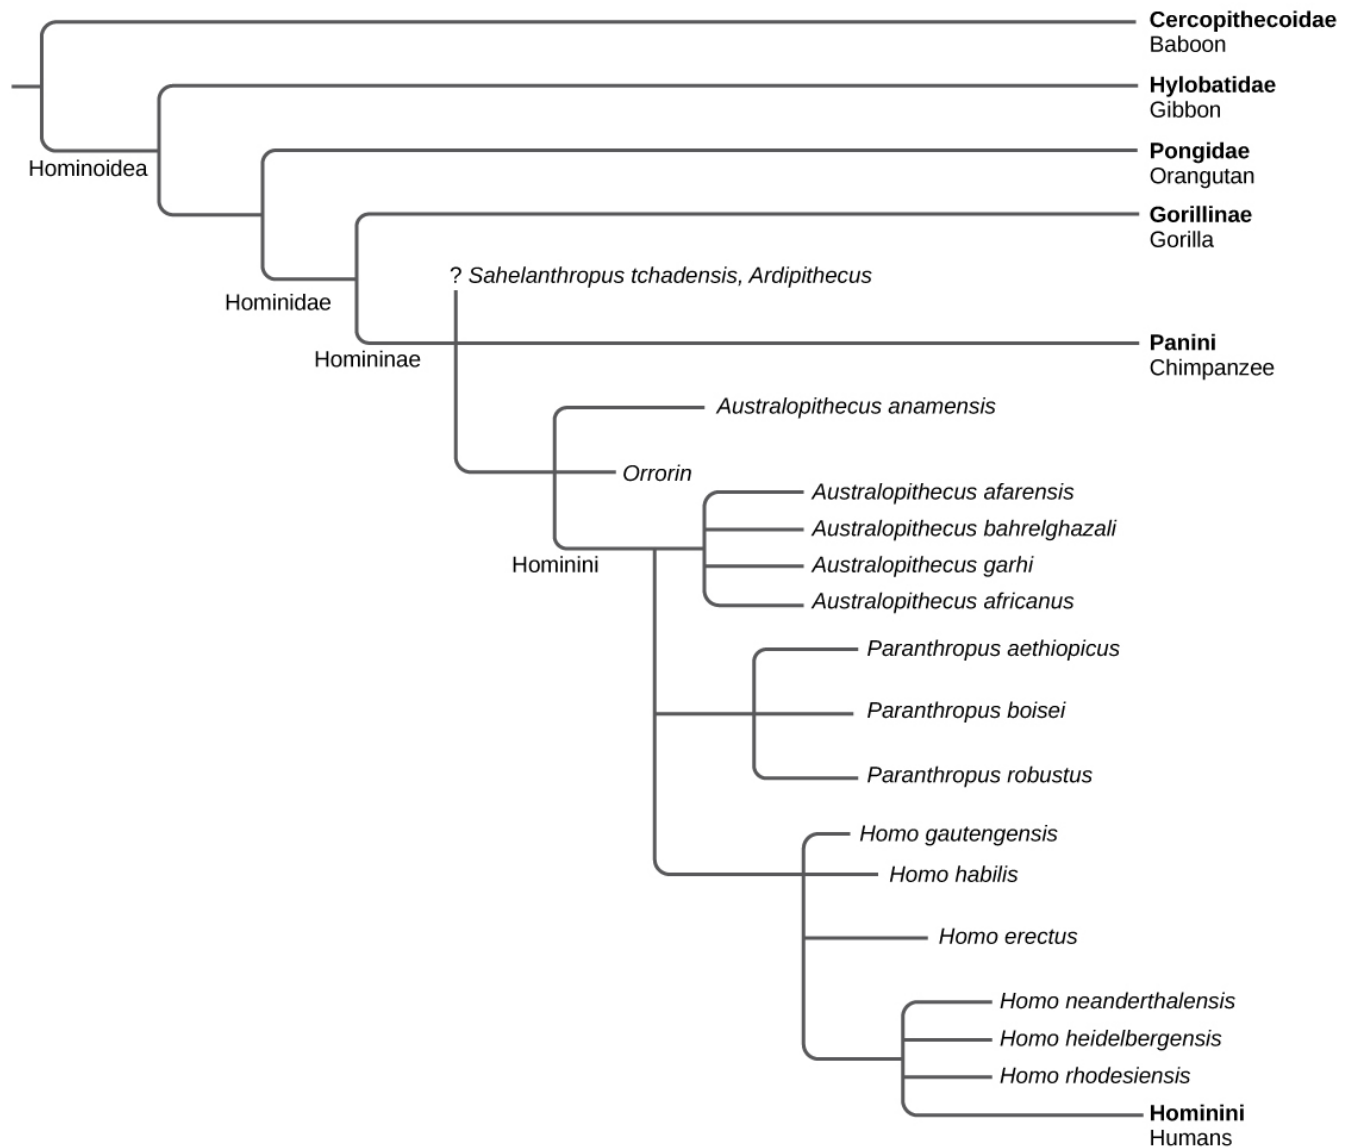 Cercopithecoidae
Baboon
Hylobatidae
Gibbon
Hominoidea
Pongidae
Orangutan
Gorillinae
Gorilla
? Sahelanthropus tchadensis, Ardipithecus
Hominidae
Homininae
Panini
Chimpanzee
Australopithecus anamensis
Orrorin
Australopithecus afarensis
Australopithecus bahrelghazali
Hominini
Australopithecus garhi
Australopithecus africanus
Paranthropus aethiopicus
Paranthropus boisei
Paranthropus robustus
Homo gautengensis
Homo habilis
Homo erectus
Homo neanderthalensis
Homo heidelbergensis
Homo rhodesiensis
Hominini
Humans